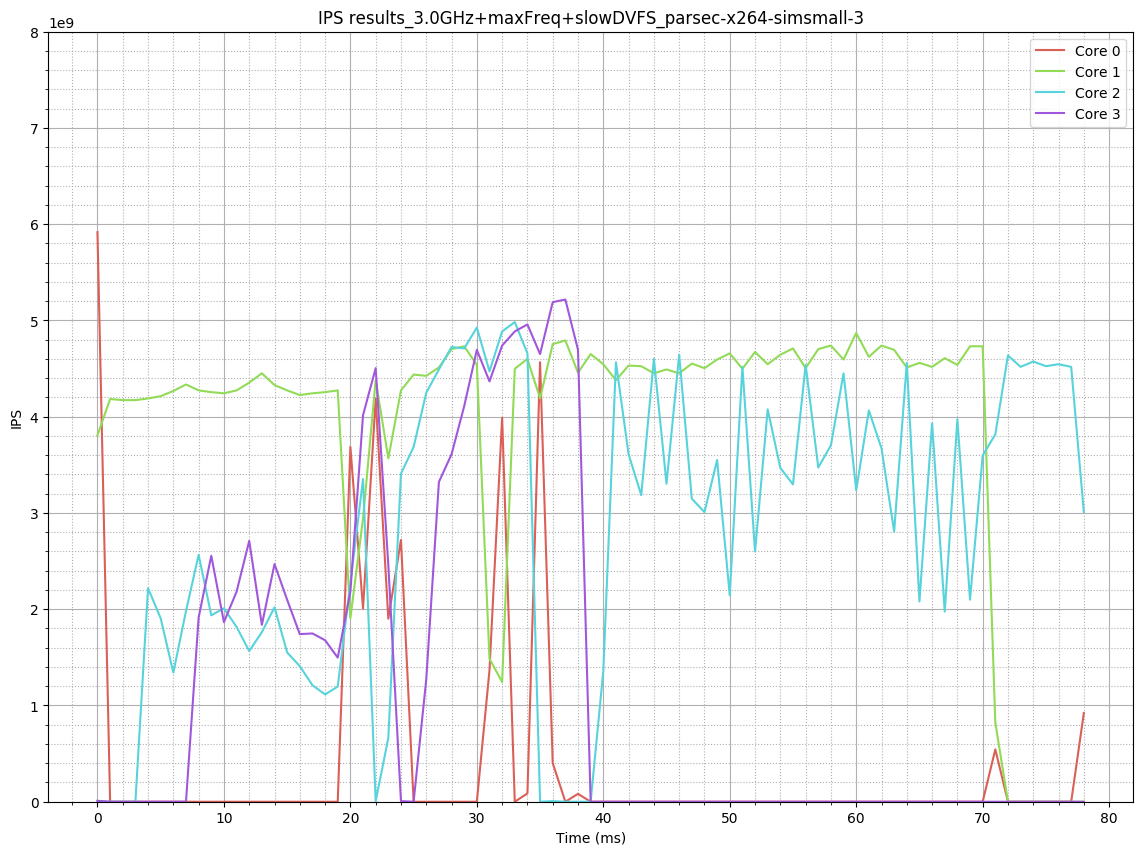 IPS results_3.0GHz+maxFreq+slowDVFS_parsec-x264-simsmall-3
1e9
8
7
6
5
4
3
2
1
0
IPS
Core 0
Core 1
Core 2
Core 3
0 10 20 30 40 50 60 70 80
Time (ms)